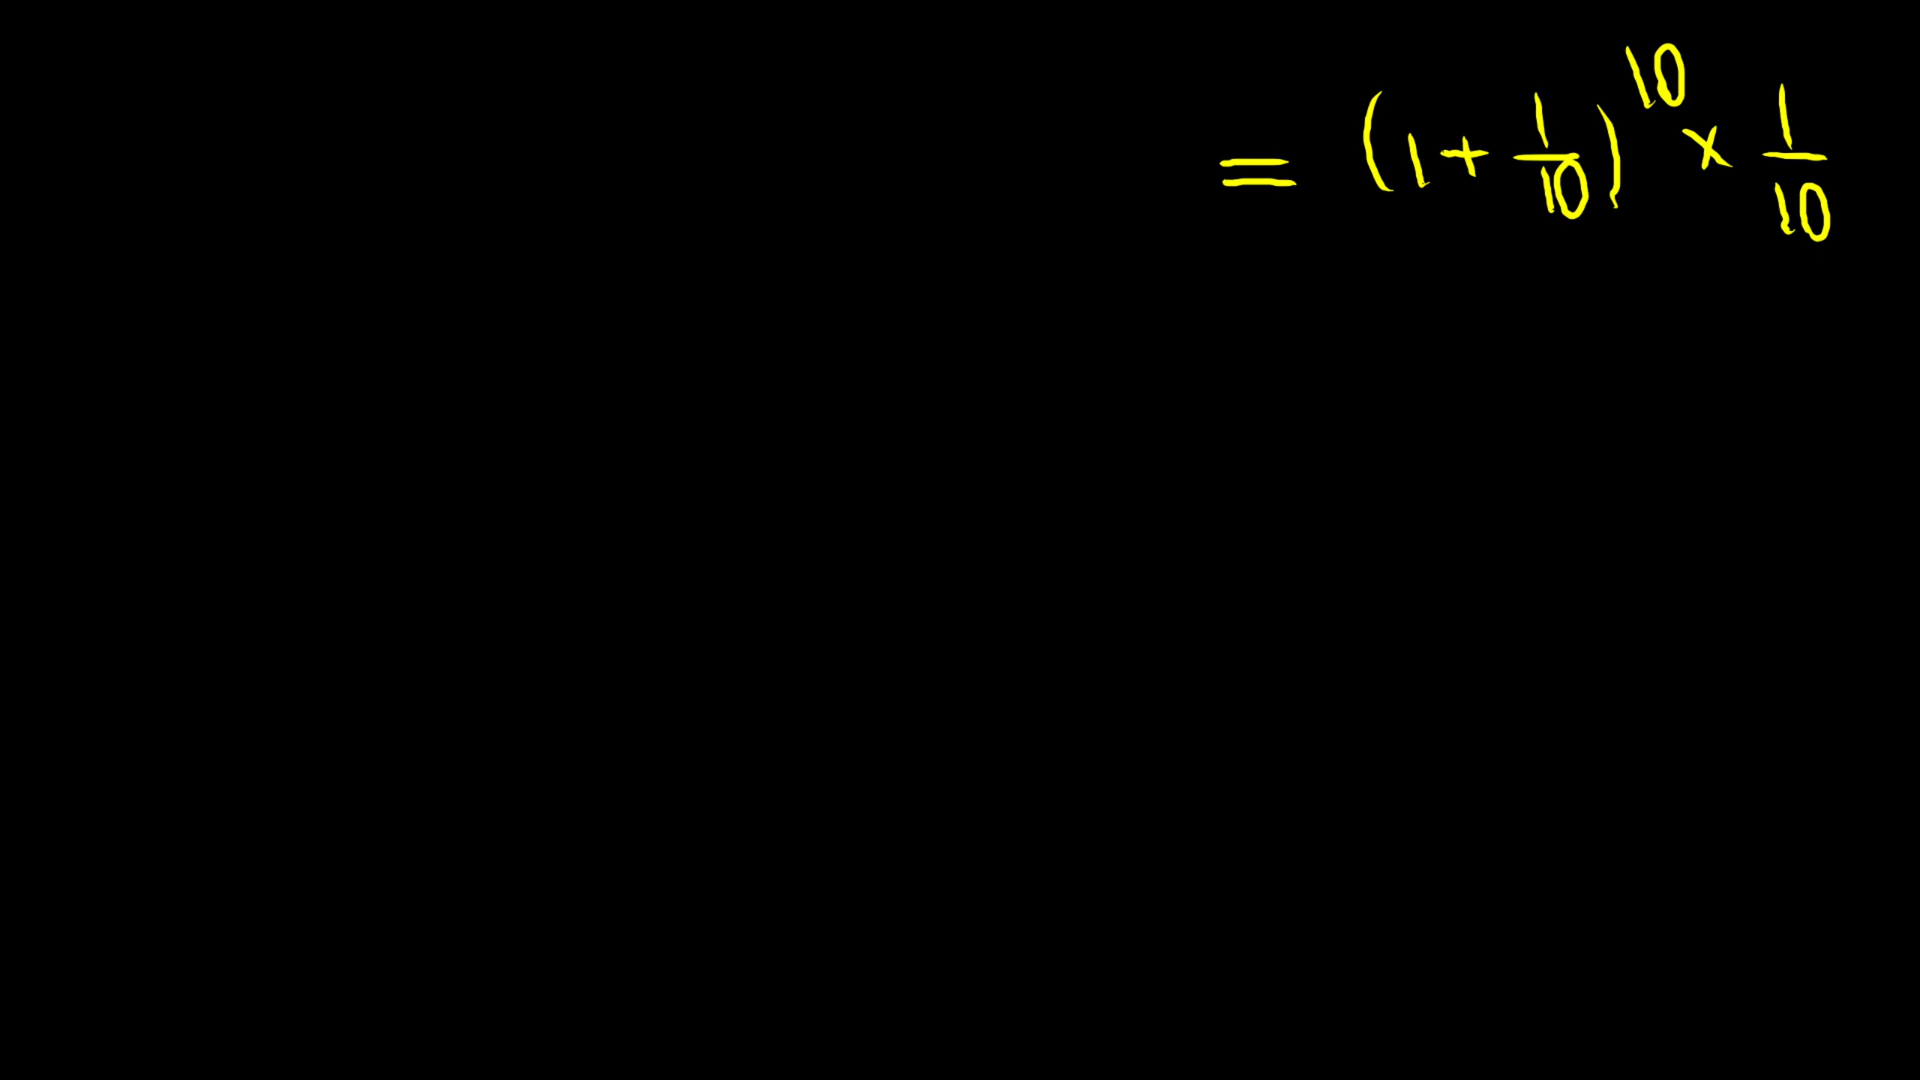 = (1 + 1/10)^10 × 1/10